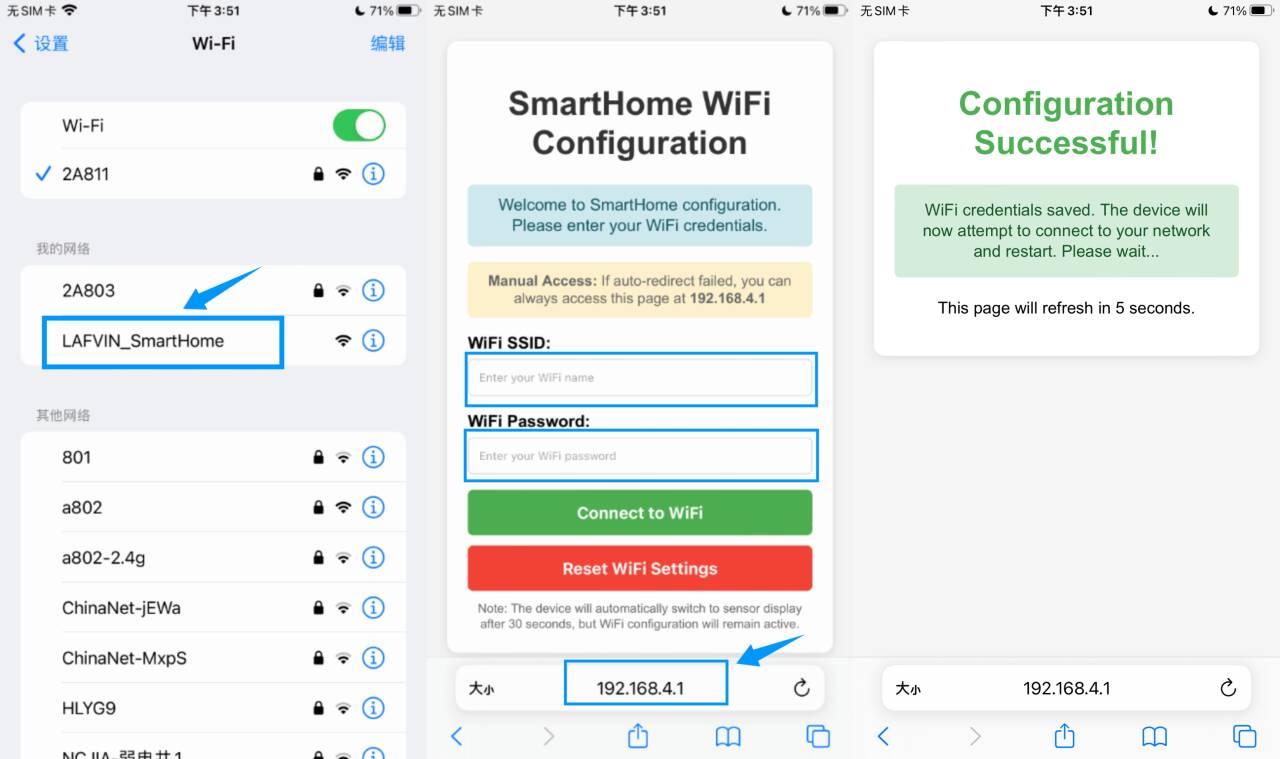 无SIM卡
下午3:51
71%
设置
Wi-Fi
编辑
Wi-Fi
2A811
我的网络
2A803
LAFVIN_SmartHome
其他网络
801
a802
a802-2.4g
ChinaNet-jEWa
ChinaNet-MxpS
HLYG9
无SIM卡
下午3:51
71%
SmartHome WiFi
Configuration
Welcome to SmartHome configuration.
Please enter your WiFi credentials.
Manual Access: If auto-redirect failed, you can
always access this page at 192.168.4.1
WiFi SSID:
Enter your WiFi name
WiFi Password:
Enter your WiFi password
Connect to WiFi
Reset WiFi Settings
Note: The device will automatically switch to sensor display
after 30 seconds, but WiFi configuration will remain active.
大小
192.168.4.1
无SIM卡
下午3:51
71%
Configuration
Successful!
WiFi credentials saved. The device will
now attempt to connect to your network
and restart. Please wait...
This page will refresh in 5 seconds.
大小
192.168.4.1